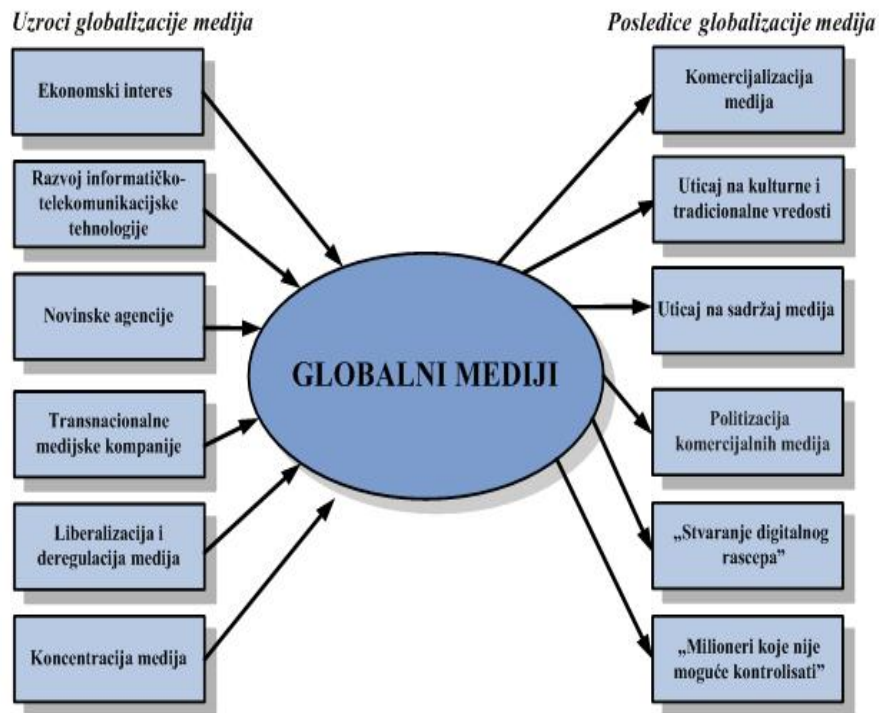 Uzroci globalizacije medija
Ekonomski interes
Razvoj informatičko-
telekomunikacijske
tehnologije
Novinske agencije
Transnacionalne
medijske kompanije
Liberalizacija i
deregulacija medija
Koncentracija medija
GLOBALNI MEDIJI
Posledice globalizacije medija
Komercijalizacija
medija
Uticaj na kulturne i
tradicionalne vredosti
Uticaj na sadržaj medija
Politizacija
komercijalnih medija
„Stvaranje digitalnog
rascepa”
„Milioneri koje nije
moguće kontrolisati”